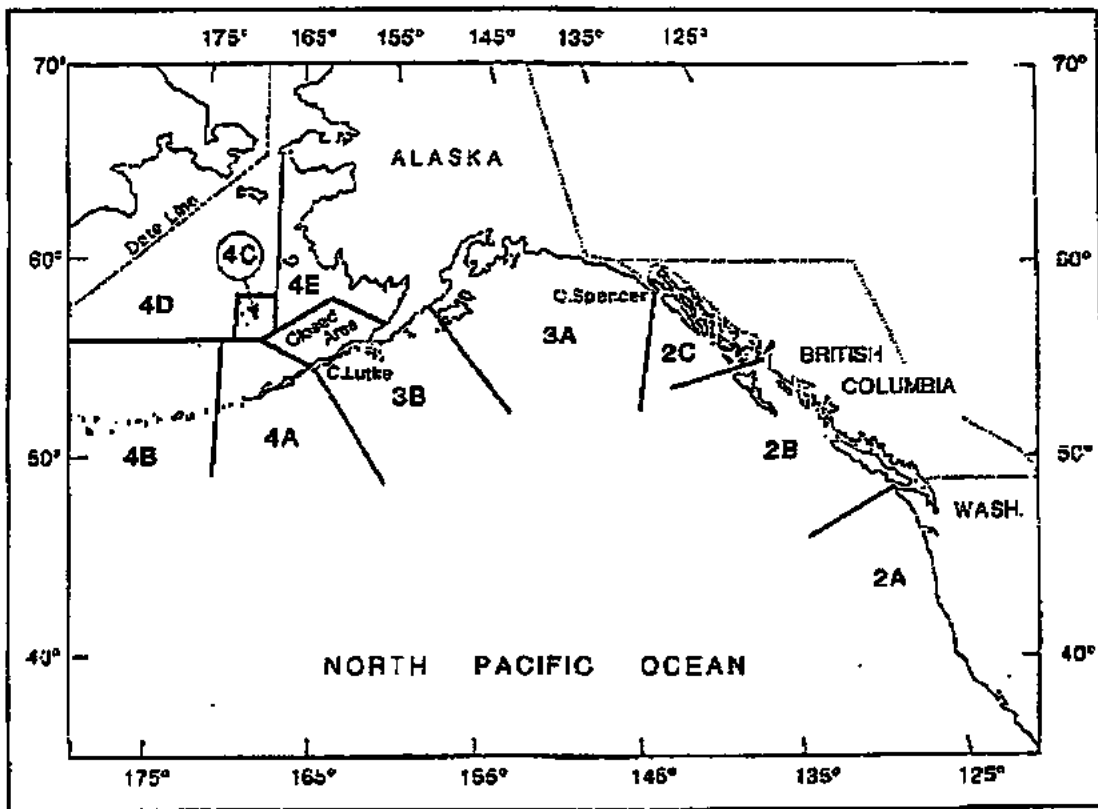 175° 165° 155° 145° 135° 125°
70° 70°
ALASKA
Date Line
4C
60° 60°
4E
4D
C.Spencer
Closed
Area
3A
2C
BRITISH
C.Lutke
COLUMBIA
3B
4A
2B
4B
50° 50°
WASH.
2A
40° 40°
NORTH PACIFIC OCEAN
175° 165° 155° 145° 135° 125°